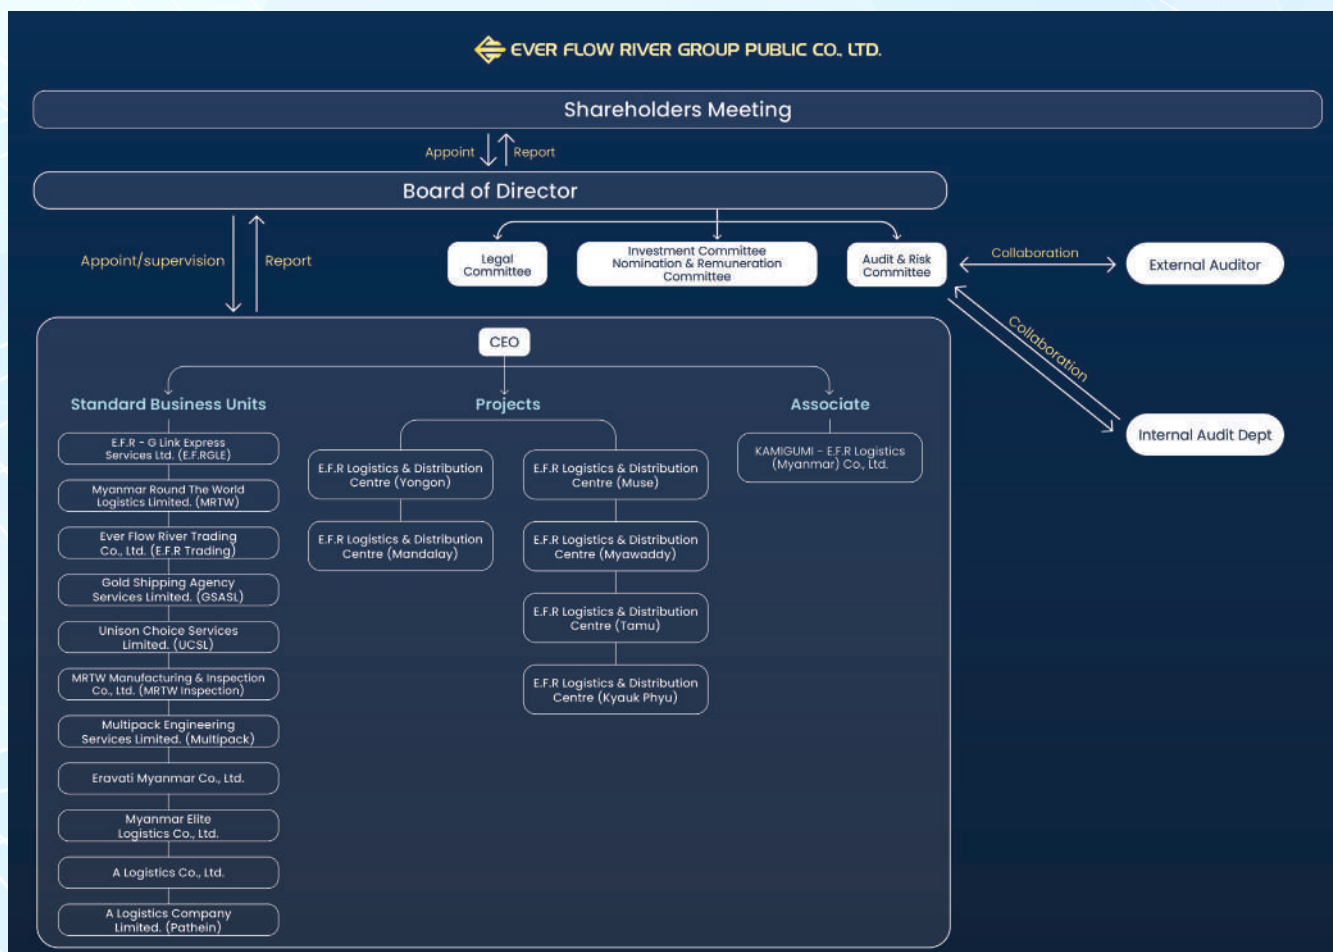 EVER FLOW RIVER GROUP PUBLIC CO., LTD.
Shareholders Meeting
Appoint
Report
Board of Director
Appoint/supervision
Report
Legal
Committee
Investment Committee
Nomination & Remuneration
Committee
Audit & Risk
Committee
Collaboration
External Auditor
Collaboration
Internal Audit Dept
CEO
Standard Business Units
E.F.R - G Link Express
Services Ltd. (E.F.RGLE)
Myanmar Round The World
Logistics Limited. (MRTW)
Ever Flow River Trading
Co., Ltd. (E.F.R Trading)
Gold Shipping Agency
Services Limited. (GSASL)
Unison Choice Services
Limited. (UCSL)
MRTW Manufacturing & Inspection
Co., Ltd. (MRTW Inspection)
Multipack Engineering
Services Limited. (Multipack)
Eravati Myanmar Co., Ltd.
Myanmar Elite
Logistics Co., Ltd.
A Logistics Co., Ltd.
A Logistics Company
Limited. (Pathein)
Projects
E.F.R Logistics & Distribution
Centre (Yongon)
E.F.R Logistics & Distribution
Centre (Mandalay)
E.F.R Logistics & Distribution
Centre (Muse)
E.F.R Logistics & Distribution
Centre (Myawaddy)
E.F.R Logistics & Distribution
Centre (Tamu)
E.F.R Logistics & Distribution
Centre (Kyauk Phyu)
Associate
KAMIGUMI - E.F.R Logistics
(Myanmar) Co., Ltd.